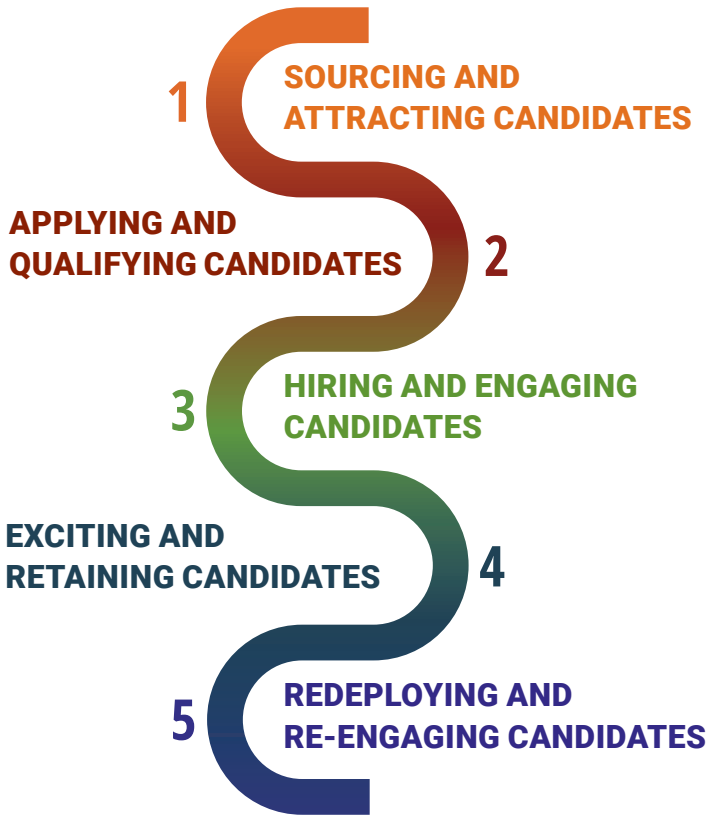 1
SOURCING AND
ATTRACTING CANDIDATES
APPLYING AND
QUALIFYING CANDIDATES
2
3
HIRING AND ENGAGING
CANDIDATES
EXCITING AND
RETAINING CANDIDATES
4
5
REDEPLOYING AND
RE-ENGAGING CANDIDATES